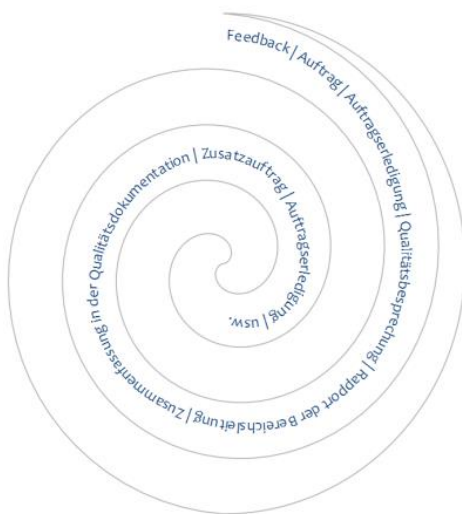 Feedback | Auftrag | Auftragserledigung | Qualitätsbesprechung | Rapport der Bereichsleitung | Zusammenfassung in der Qualitätsdokumentation | Zusatzauftrag | Auftragserledigung | usw.